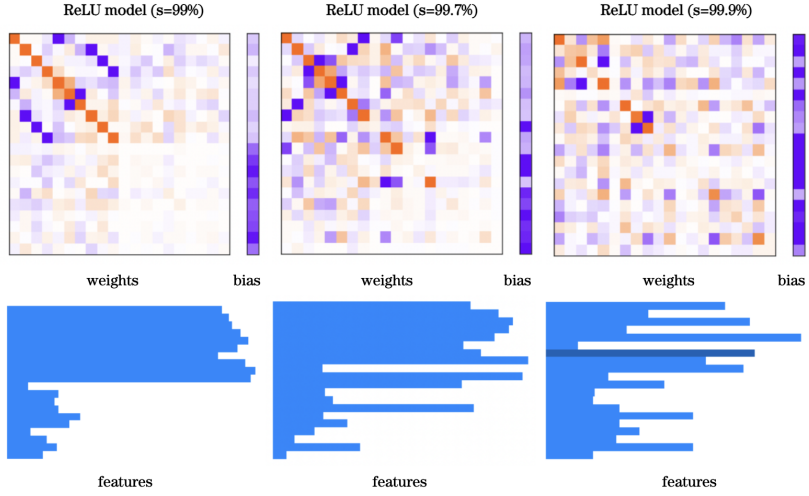 ReLU model (s=99%)
ReLU model (s=99.7%)
ReLU model (s=99.9%)
weights
bias
weights
bias
weights
bias
features
features
features